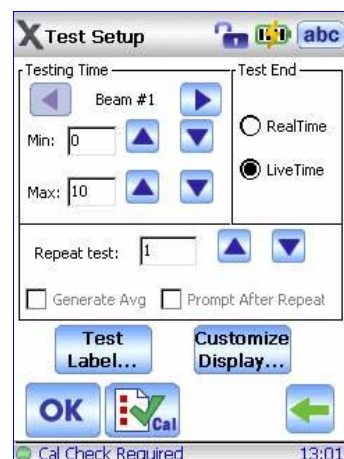 X Test Setup abc
Testing Time Test End
Beam #1
Min: 0
RealTime
Max: 10
LiveTime
Repeat test: 1
Generate Avg Prompt After Repeat
Test Label...
Customize Display...
OK Cal
Cal Check Required 13:01